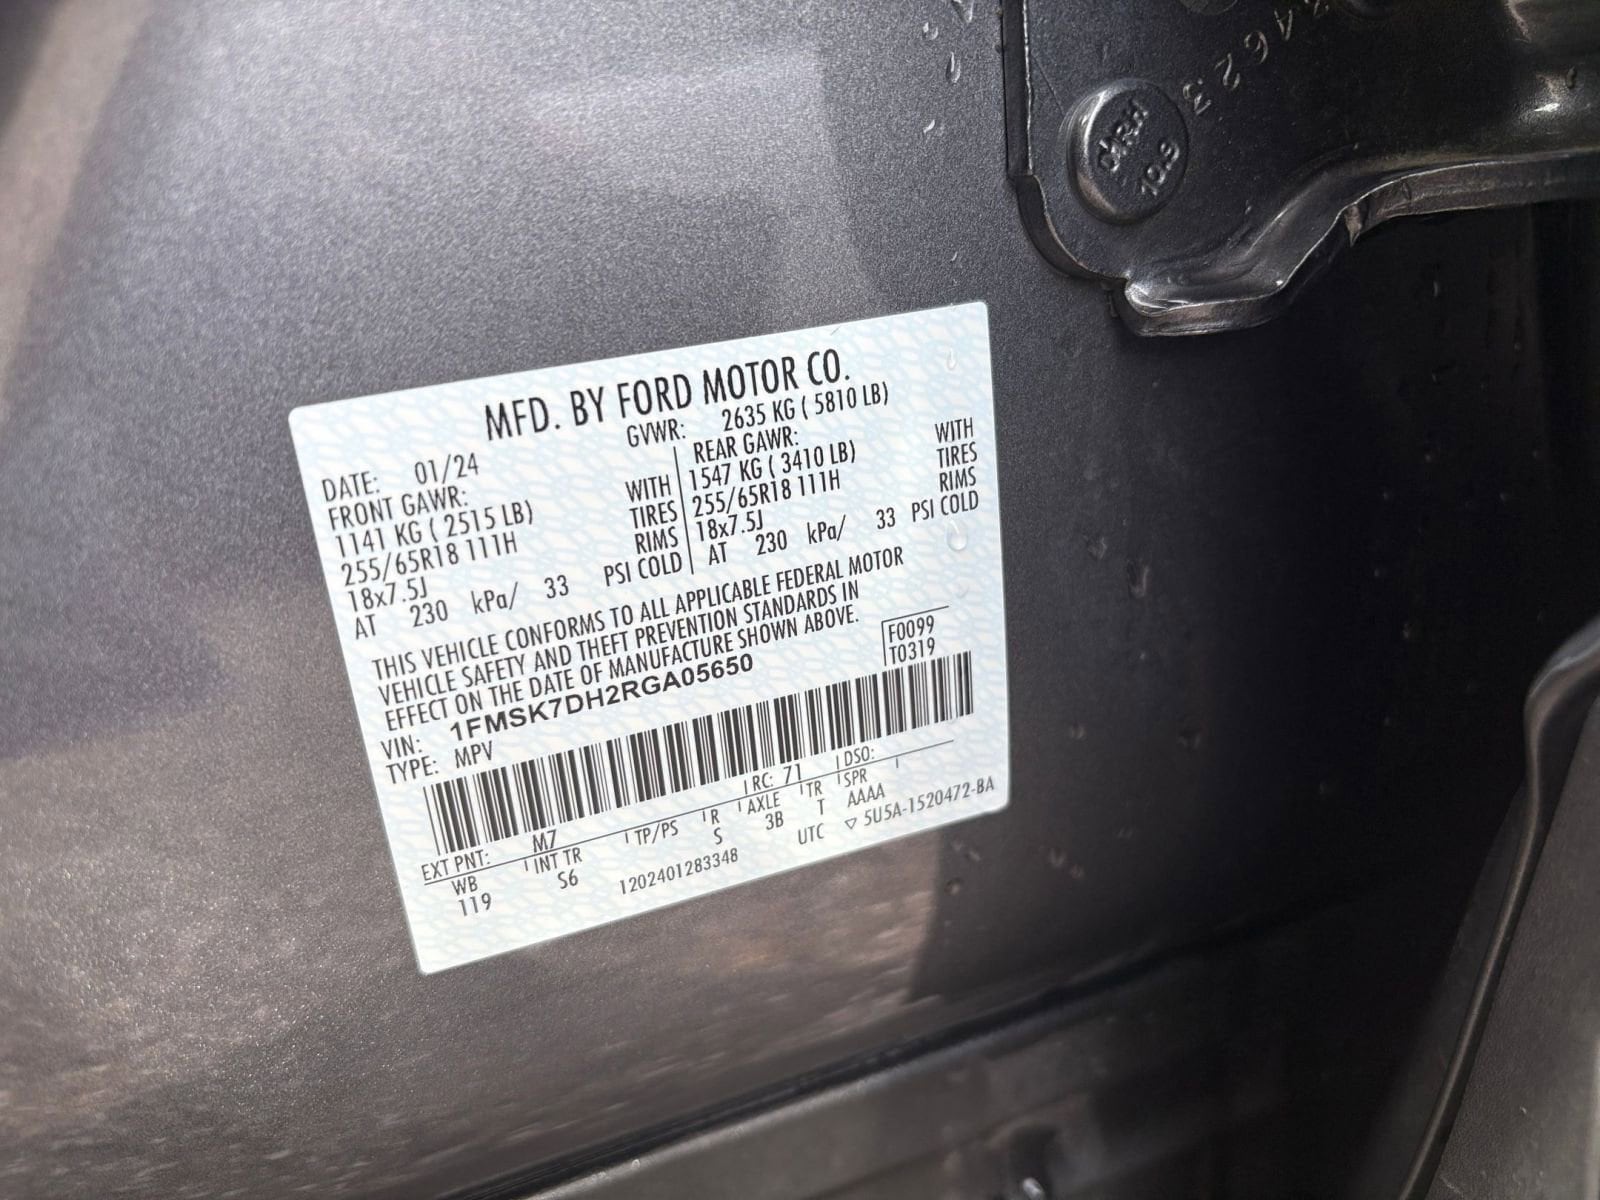 34623
10.9
MFD. BY FORD MOTOR CO.
DATE: 01/24 GVWR: 2635 KG ( 5810 LB)
FRONT GAWR: REAR GAWR:
1141 KG ( 2515 LB) WITH 1547 KG ( 3410 LB) WITH
255/65R18 111H TIRES 255/65R18 111H TIRES
18x7.5J RIMS 18x7.5J RIMS
AT 230 kPa/ 33 PSI COLD AT 230 kPa/ 33 PSI COLD
THIS VEHICLE CONFORMS TO ALL APPLICABLE FEDERAL MOTOR
VEHICLE SAFETY AND THEFT PREVENTION STANDARDS IN
EFFECT ON THE DATE OF MANUFACTURE SHOWN ABOVE.
F0099
VIN: 1FMSK7DH2RGA05650 T0319
TYPE: MPV
EXT PNT: M7 RC: 71 DSO:
WB INT TR TP/PS R AXLE TR SPR
119 S6 S 3B T AAAA
1202401283348 UTC ▽ 5U5A-1520472-BA